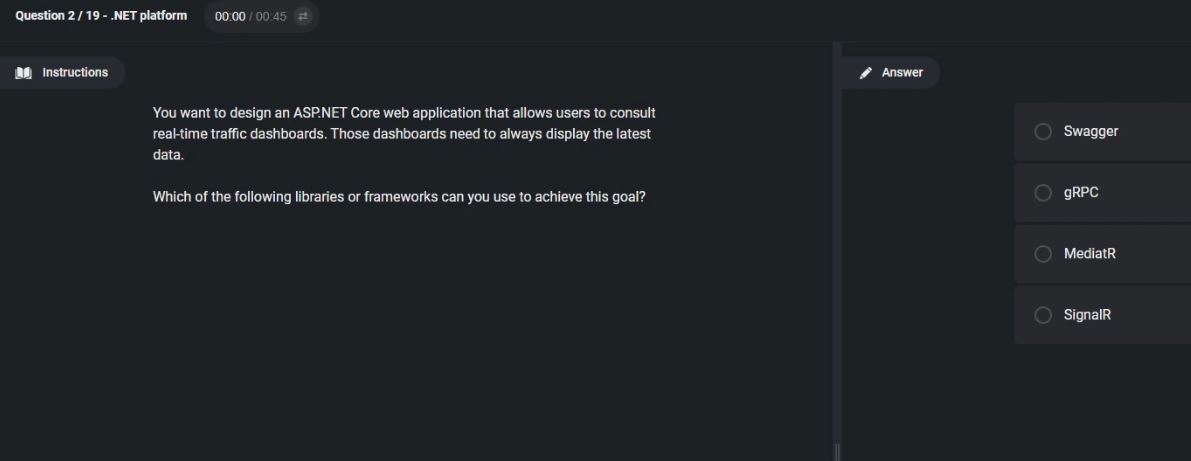 Question 2 / 19 - .NET platform
00:00 / 00:45
Instructions
Answer
You want to design an ASP.NET Core web application that allows users to consult
real-time traffic dashboards. Those dashboards need to always display the latest
data.
Which of the following libraries or frameworks can you use to achieve this goal?
Swagger
gRPC
MediatR
SignalR